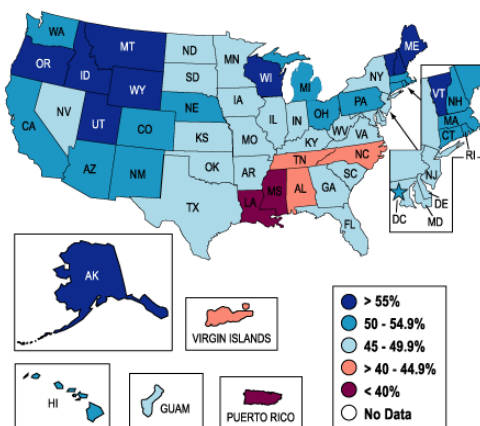 WA
MT
ND
MN
ME
OR
ID
WY
SD
WI
MI
NY
VT
NH
NV
UT
CO
NE
IA
IL
IN
OH
PA
MA
CT
RI
CA
KS
MO
KY
WV
VA
AZ
NM
OK
AR
TN
NC
SC
NJ
DE
MD
DC
TX
LA
MS
AL
GA
FL
AK
VIRGIN ISLANDS
HI
GUAM
PUERTO RICO
> 55%
50 - 54.9%
45 - 49.9%
> 40 - 44.9%
< 40%
No Data